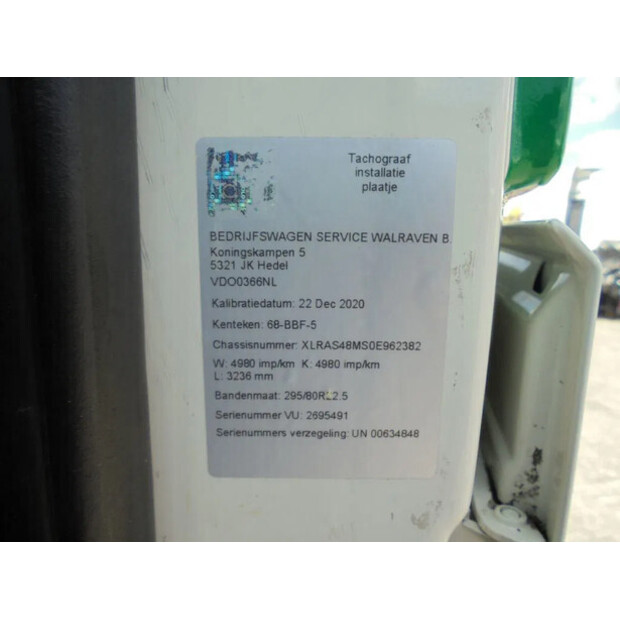 Tachograaf
installatie
plaatje
BEDRIJFSWAGEN SERVICE WALRAVEN B.
Koningskampen 5
5321 JK Hedel
VDO0366NL
Kalibratiedatum: 22 Dec 2020
Kenteken: 68-BBF-5
Chassisnummer: XLRAS48MS0E962382
W: 4980 imp/km K: 4980 imp/km
L: 3236 mm
Bandenmaat: 295/80R22.5
Serienummer VU: 2695491
Serienummers verzegeling: UN 00634848